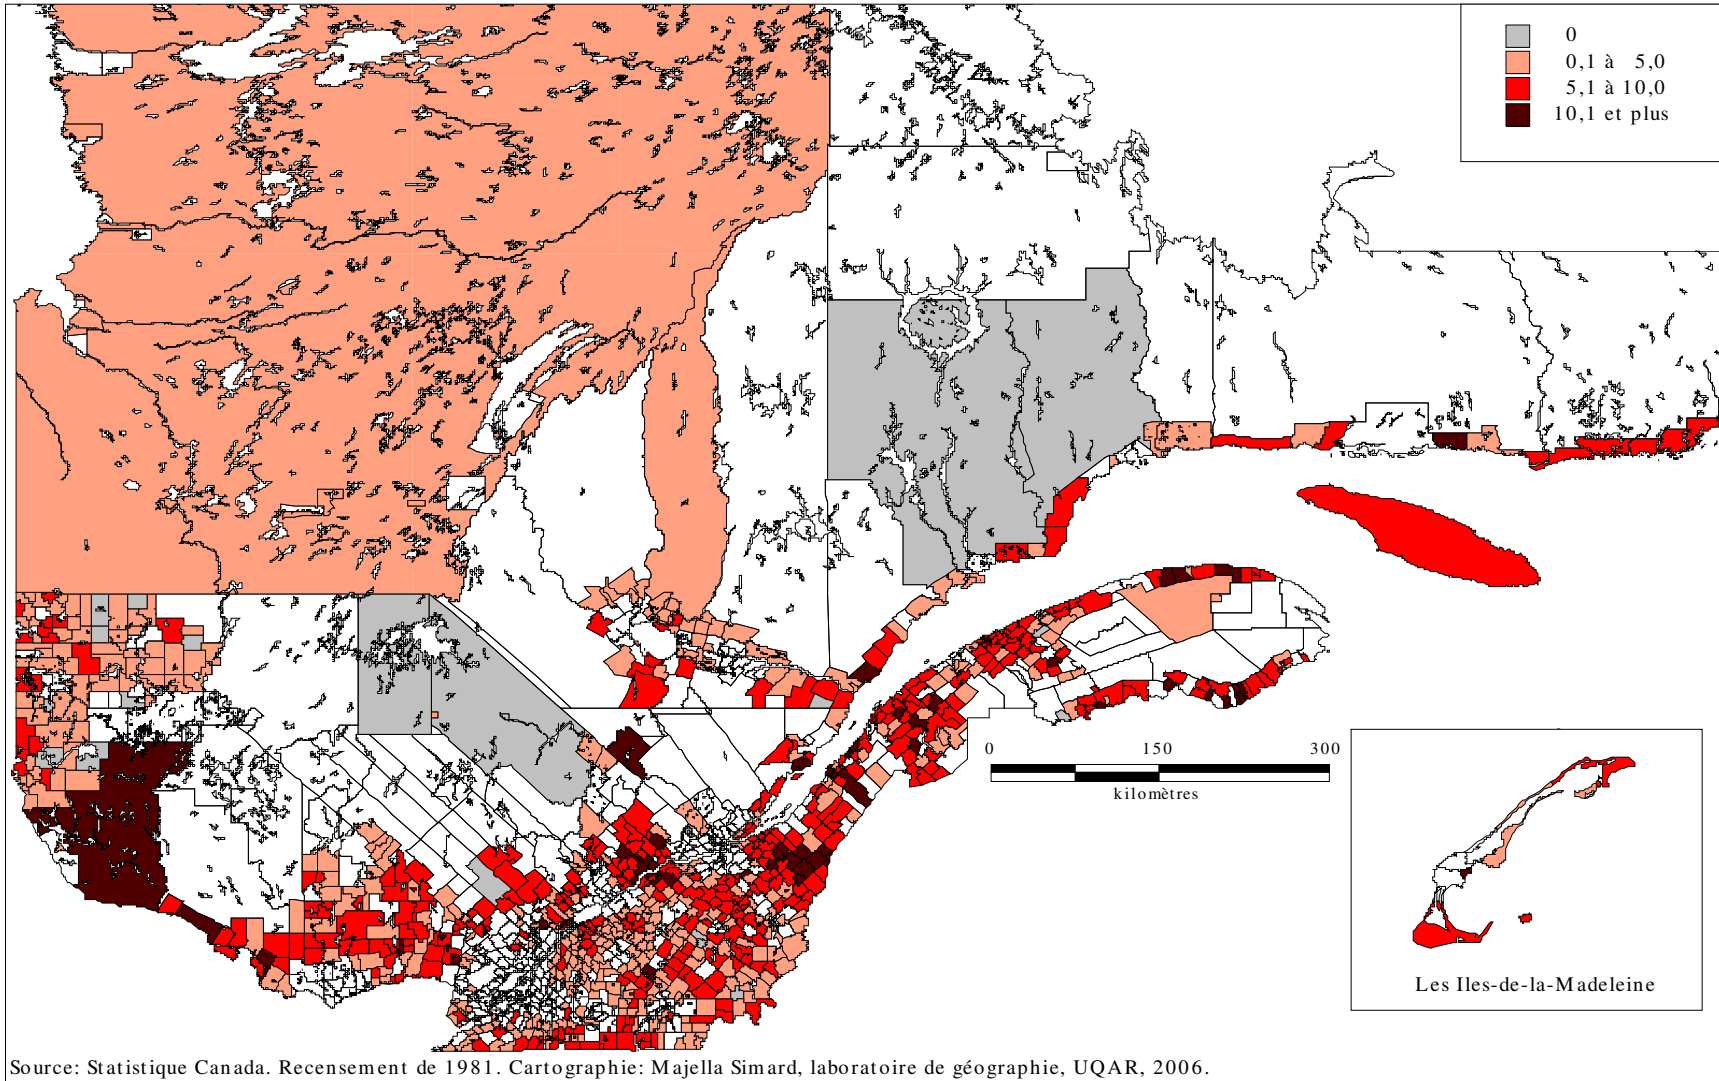 0
0,1 à 5,0
5,1 à 10,0
10,1 et plus
0 150 300
kilomètres
Les Iles-de-la-Madeleine
Source: Statistique Canada. Recensement de 1981. Cartographie: Majella Simard, laboratoire de géographie, UQAR, 2006.